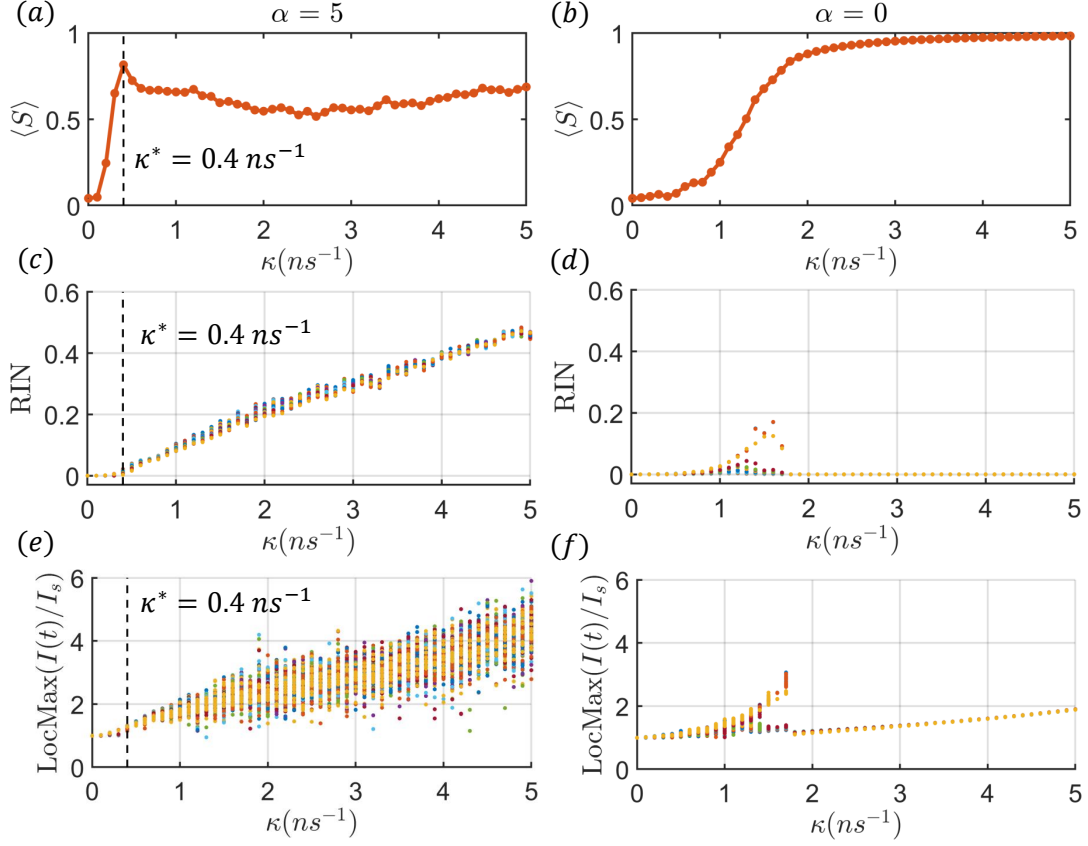 (a) α = 5
1
0.5
0
⟨S⟩
κ* = 0.4 ns⁻¹
0 1 2 3 4 5
κ(ns⁻¹)
(b) α = 0
1
0.5
0
⟨S⟩
0 1 2 3 4 5
κ(ns⁻¹)
(c)
0.6
0.4
0.2
0
RIN
κ* = 0.4 ns⁻¹
0 1 2 3 4 5
κ(ns⁻¹)
(d)
0.6
0.4
0.2
0
RIN
0 1 2 3 4 5
κ(ns⁻¹)
(e)
6
4
2
0
LocMax(I(t)/Iₛ)
κ* = 0.4 ns⁻¹
0 1 2 3 4 5
κ(ns⁻¹)
(f)
6
4
2
0
LocMax(I(t)/Iₛ)
0 1 2 3 4 5
κ(ns⁻¹)